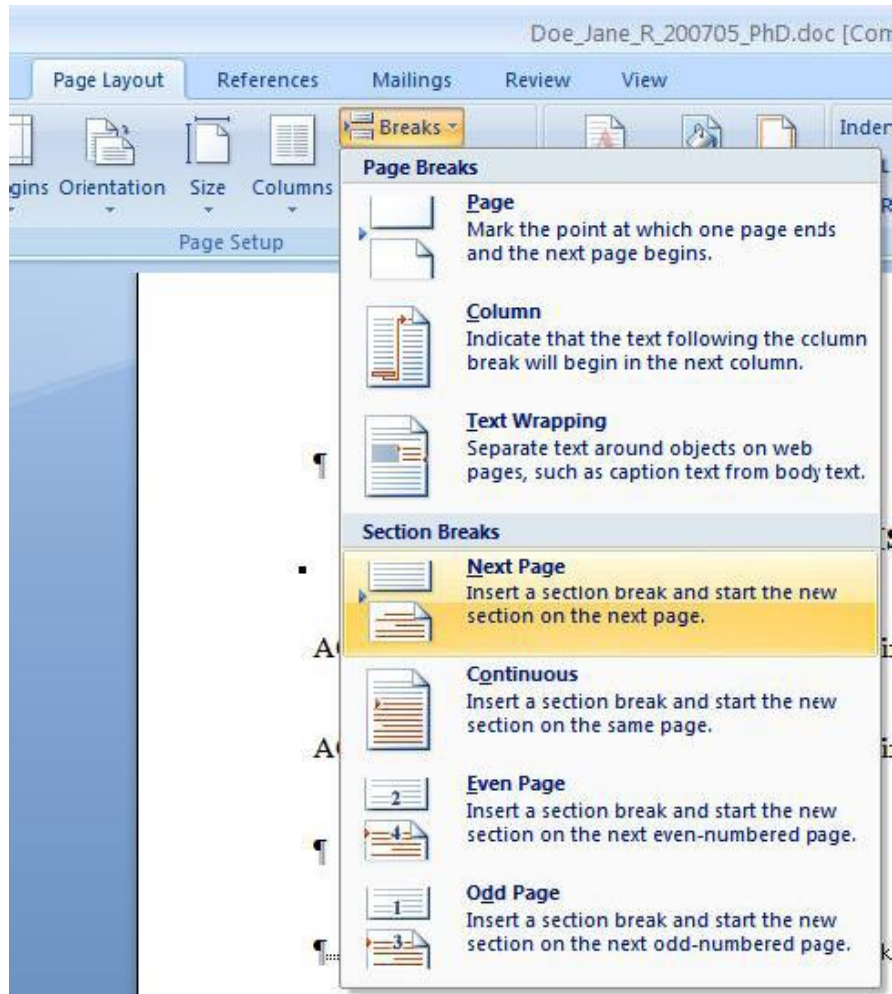 Doe_Jane_R_200705_PhD.doc [Com
Page Layout References Mailings Review View
Breaks
Inden
gins Orientation Size Columns
Page Setup
Page Breaks
Page
Mark the point at which one page ends
and the next page begins.
Column
Indicate that the text following the column
break will begin in the next column.
Text Wrapping
Separate text around objects on web
pages, such as caption text from body text.
Section Breaks
Next Page
Insert a section break and start the new
section on the next page.
Continuous
Insert a section break and start the new
section on the same page.
Even Page
2
Insert a section break and start the new
4
section on the next even-numbered page.
Odd Page
1
Insert a section break and start the new
3
section on the next odd-numbered page.